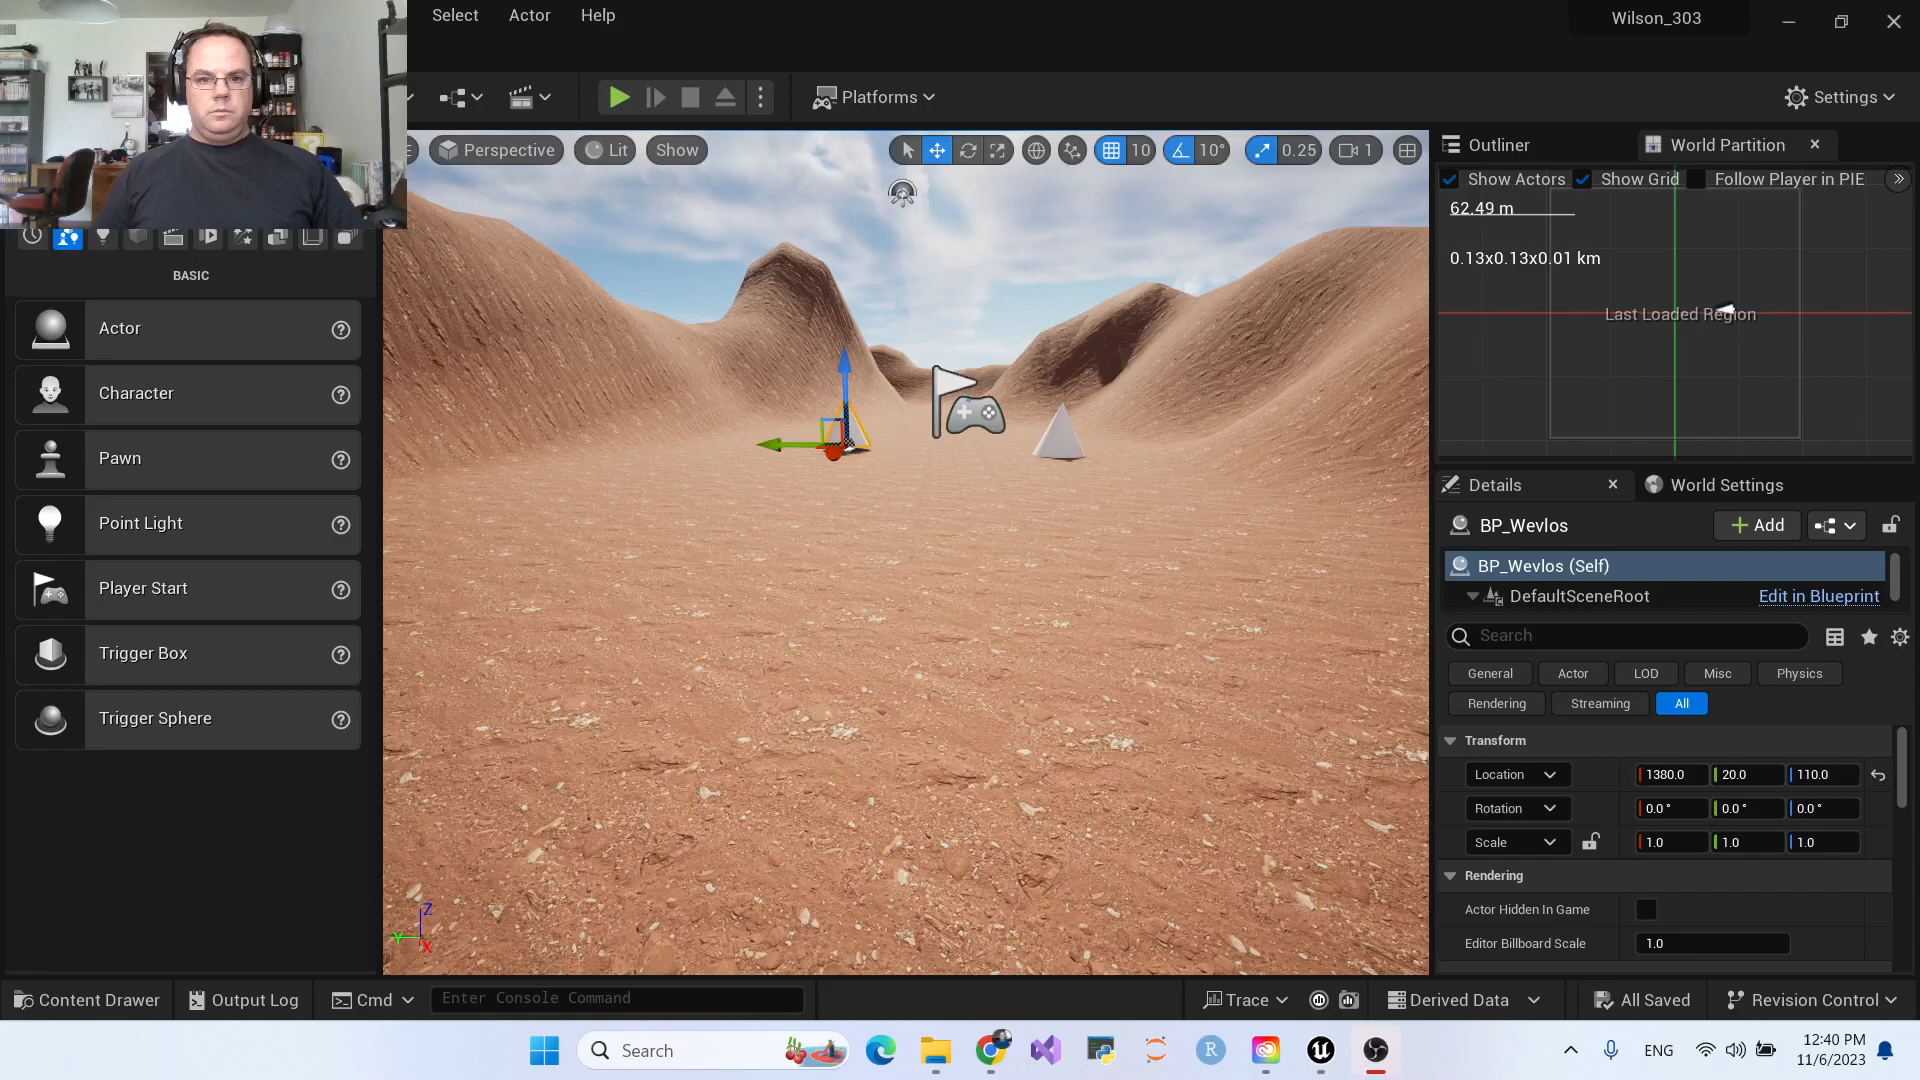 Select Actor Help
Wilson_303
Platforms
Settings
Perspective
Lit
Show
10
10°
0.25
1
Outliner
World Partition
Show Actors
Show Grid
Follow Player in PIE
62.49 m
0.13x0.13x0.01 km
Last Loaded Region
BASIC
Actor
Character
Pawn
Point Light
Player Start
Trigger Box
Trigger Sphere
Z
Y
X
Details
World Settings
BP_Wevlos
Add
BP_Wevlos (Self)
DefaultSceneRoot
Edit in Blueprint
Search
General
Actor
LOD
Misc
Physics
Rendering
Streaming
All
Transform
Location 1380.0 20.0 110.0
Rotation 0.0° 0.0° 0.0°
Scale 1.0 1.0 1.0
Rendering
Actor Hidden In Game
Editor Billboard Scale 1.0
Content Drawer
Output Log
Cmd
Enter Console Command
Trace
Derived Data
All Saved
Revision Control
Search
ENG
12:40 PM
11/6/2023